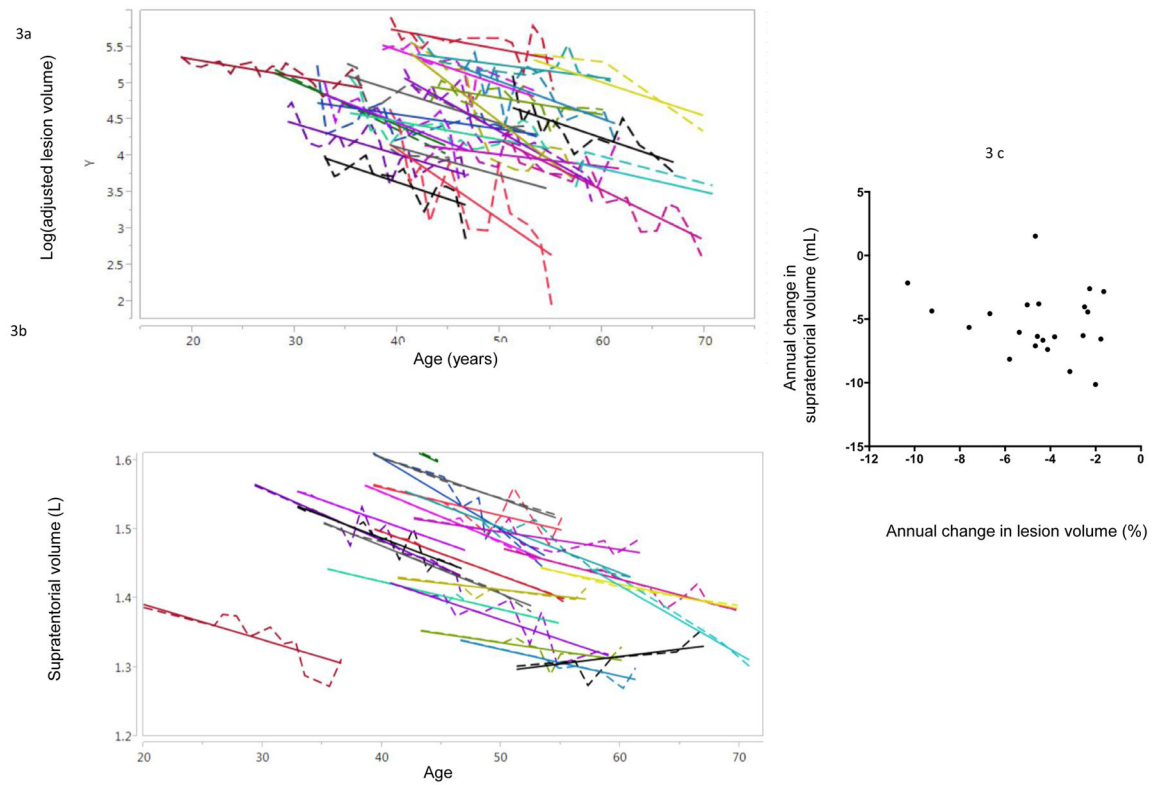 3a
Log(adjusted lesion volume)
Y
5.5
5
4.5
4
3.5
3
2.5
2
20 30 40 50 60 70
Age (years)
3b
Supratentorial volume (L)
1.6
1.5
1.4
1.3
1.2
20 30 40 50 60 70
Age
3 c
Annual change in
supratentorial volume (mL)
5
0
-5
-10
-15
-12 -10 -8 -6 -4 -2 0
Annual change in lesion volume (%)